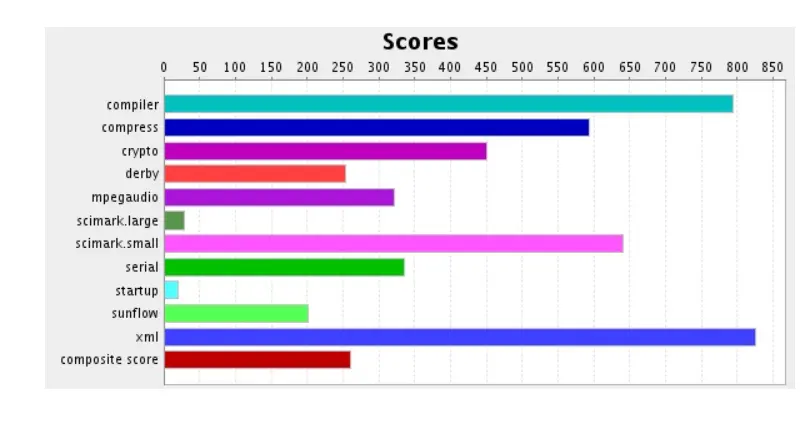 Scores
0 50 100 150 200 250 300 350 400 450 500 550 600 650 700 750 800 850
compiler
compress
crypto
derby
mpegaudio
scimark.large
scimark.small
serial
startup
sunflow
xml
composite score